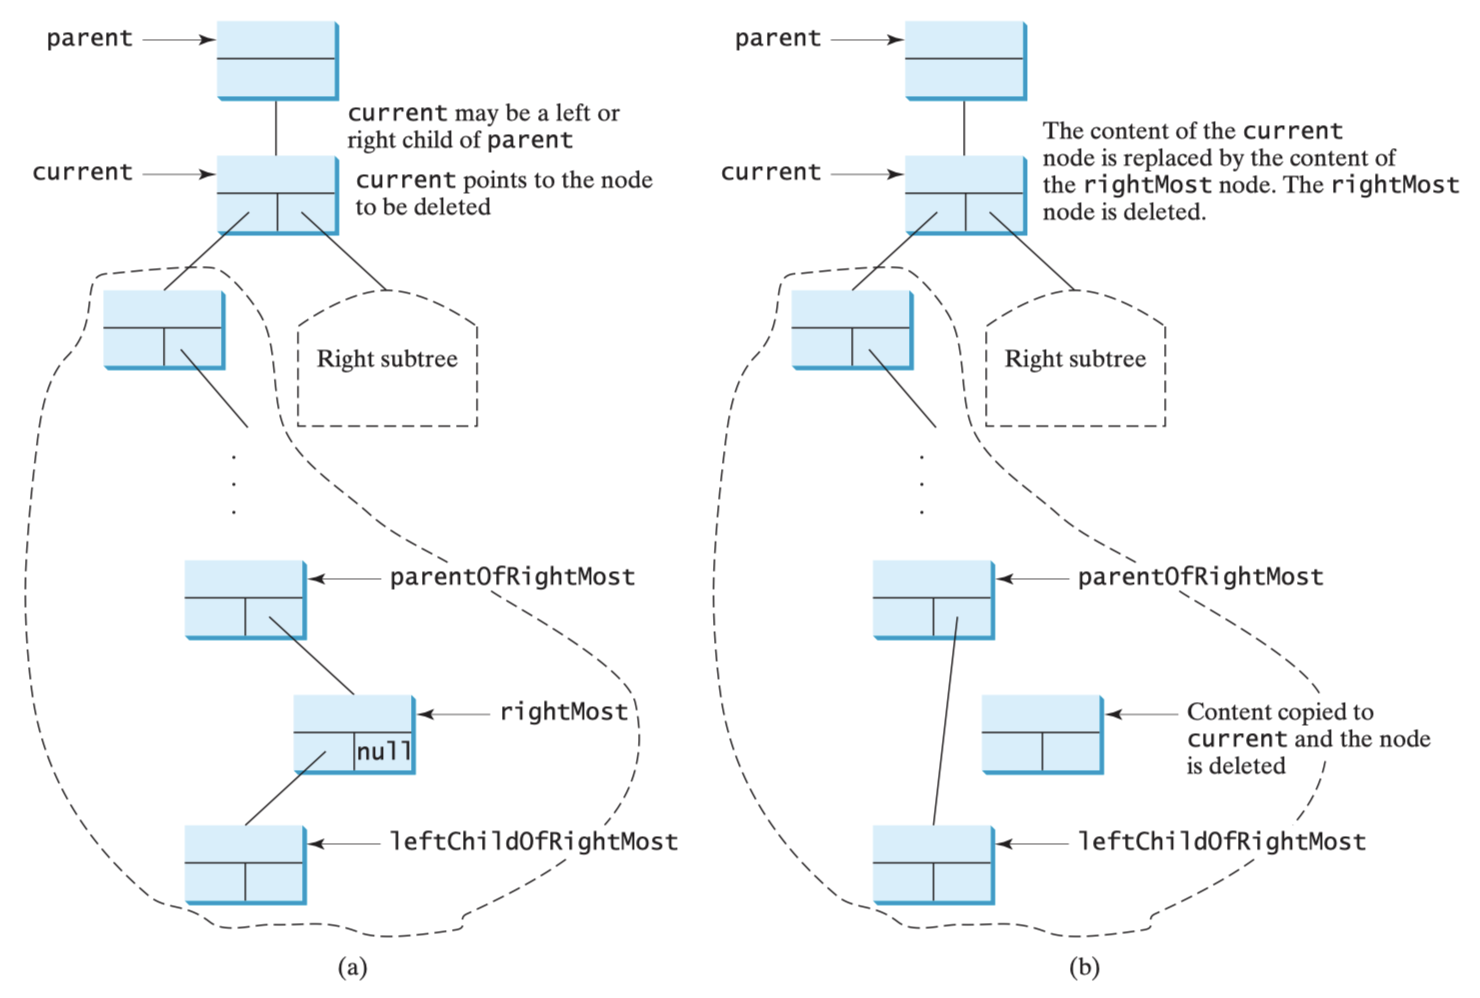 parent
current may be a left or
right child of parent
current
current points to the node
to be deleted
Right subtree
.
.
.
parentOfRightMost
rightMost
null
leftChildOfRightMost
(a)
parent
The content of the current
node is replaced by the content of
the rightMost node. The rightMost
node is deleted.
current
Right subtree
.
.
.
parentOfRightMost
Content copied to
current and the node
is deleted
leftChildOfRightMost
(b)